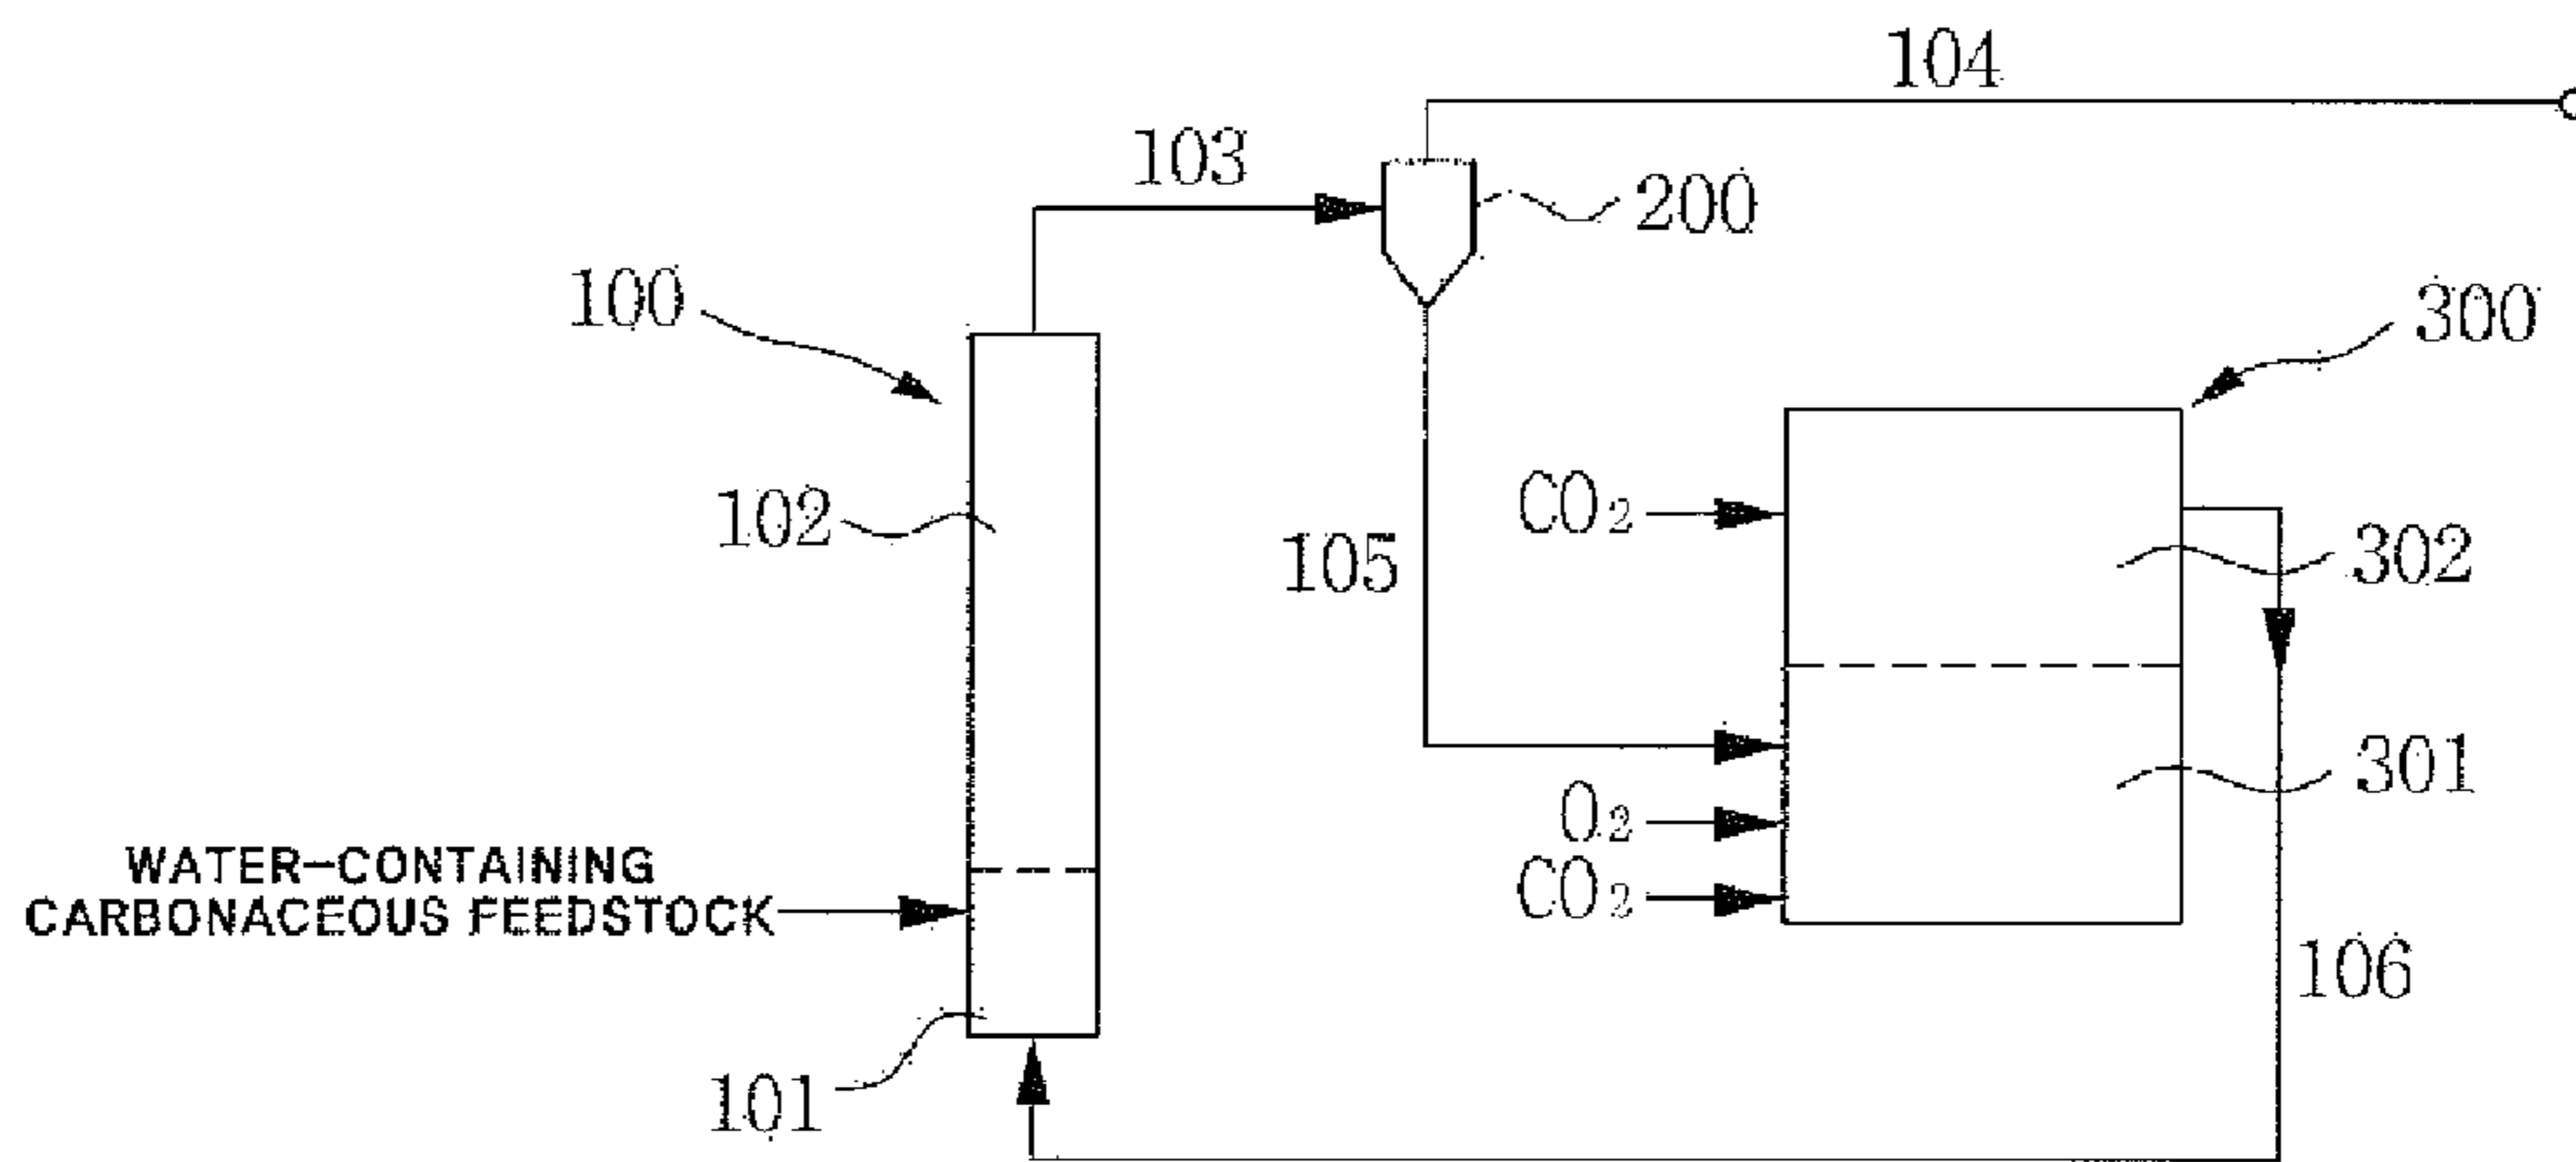 104
103
200
100
300
CO₂
102
302
105
301
O₂
WATER-CONTAINING
CARBONACEOUS FEEDSTOCK
CO₂
106
101